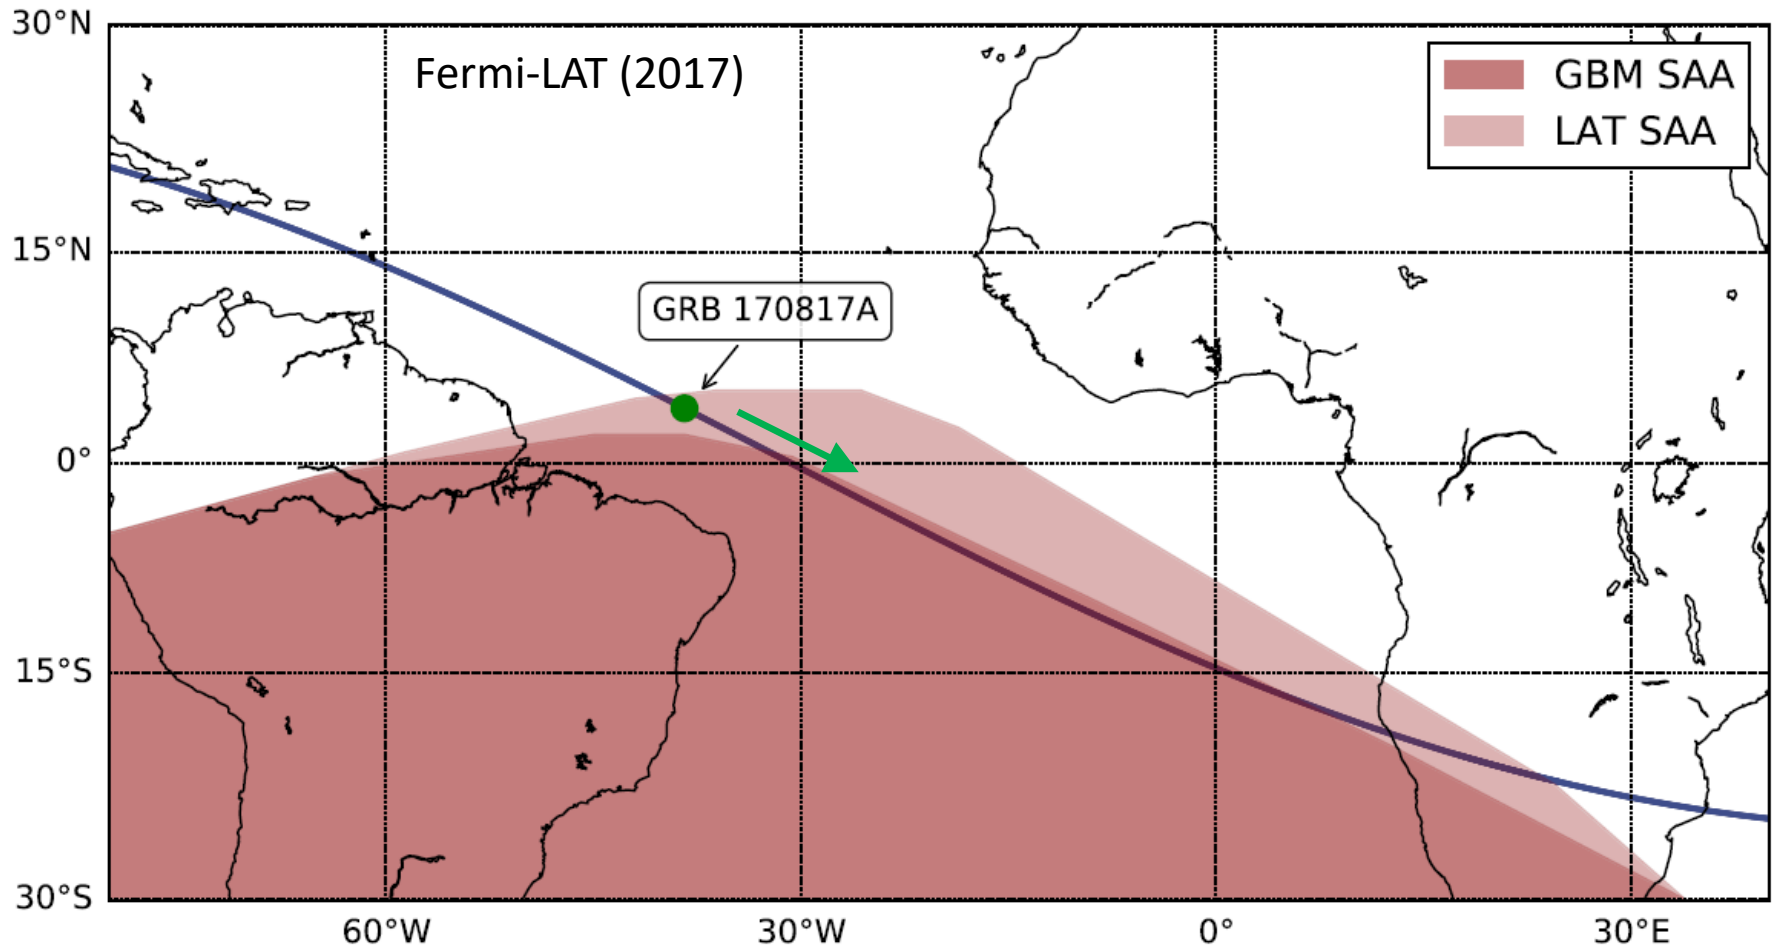 30°N
Fermi-LAT (2017)
GBM SAA
LAT SAA
15°N
GRB 170817A
0°
15°S
30°S
60°W
30°W
0°
30°E